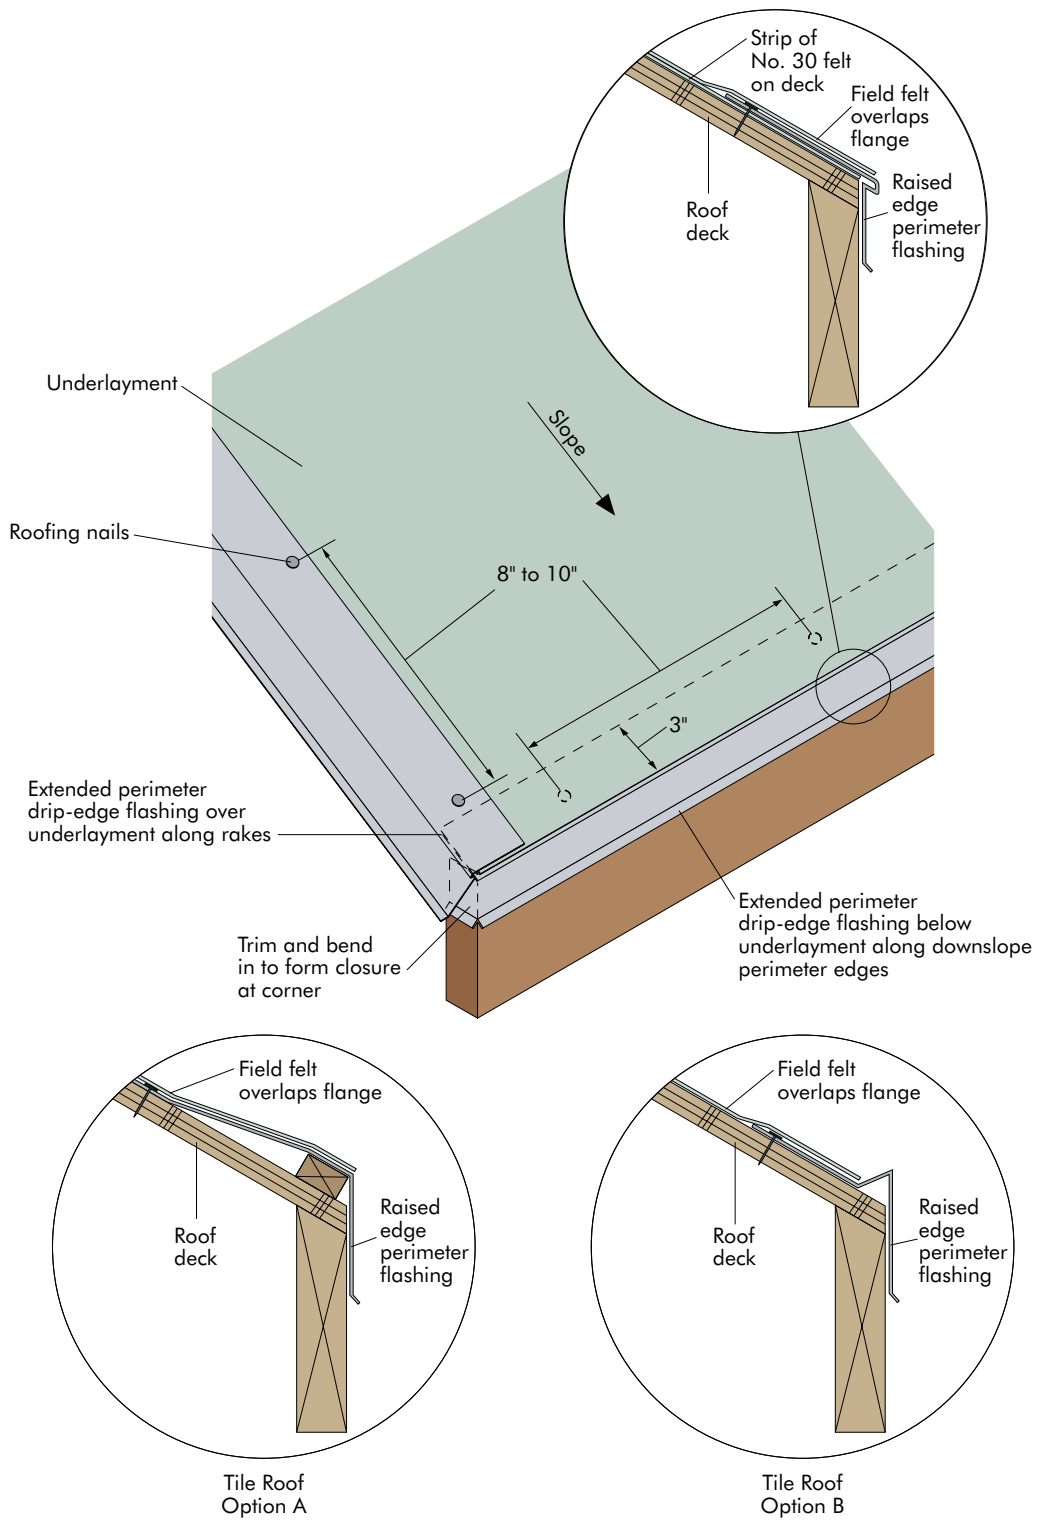 Strip of
No. 30 felt
on deck
Field felt
overlaps
flange
Raised
edge
perimeter
flashing
Roof
deck
Underlayment
Slope
Roofing nails
8" to 10"
3"
Extended perimeter
drip-edge flashing over
underlayment along rakes
Extended perimeter
drip-edge flashing below
underlayment along downslope
perimeter edges
Trim and bend
in to form closure
at corner
Field felt
overlaps flange
Roof
deck
Raised
edge
perimeter
flashing
Tile Roof
Option A
Field felt
overlaps flange
Roof
deck
Raised
edge
perimeter
flashing
Tile Roof
Option B